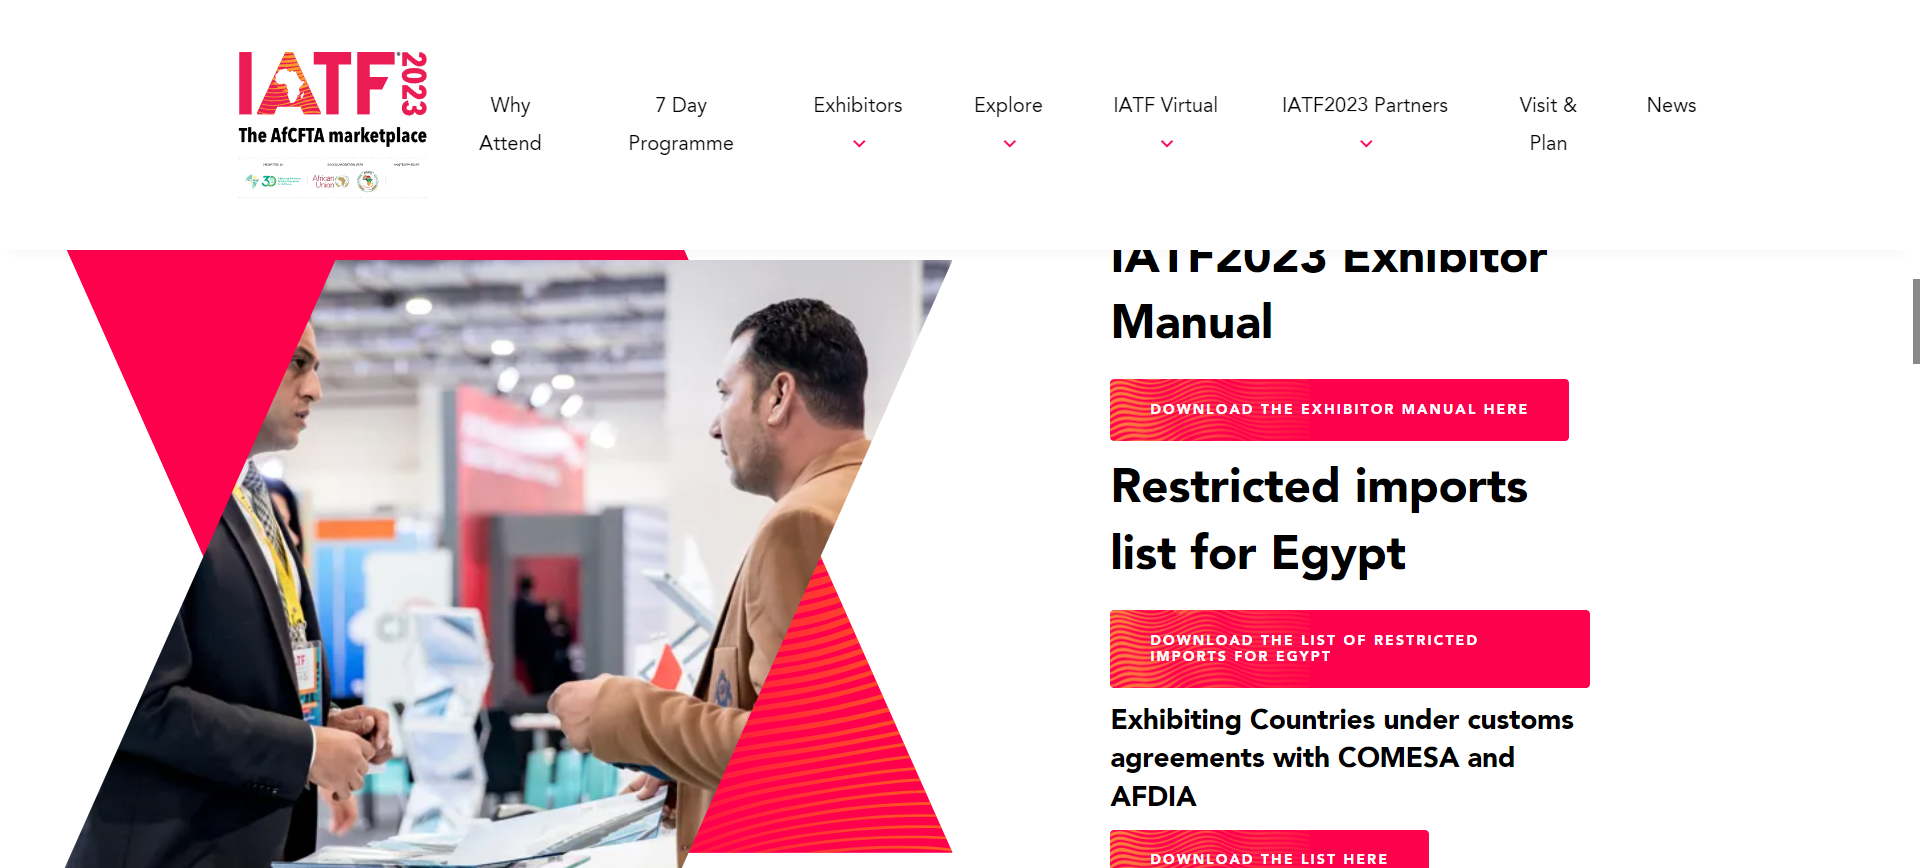 IATF 2023
The AfCFTA marketplace
African
Union
Why
Attend
7 Day
Programme
Exhibitors
Explore
IATF Virtual
IATF2023 Partners
Visit &
Plan
News
IATF2023 Exhibitor
Manual
DOWNLOAD THE EXHIBITOR MANUAL HERE
Restricted imports
list for Egypt
DOWNLOAD THE LIST OF RESTRICTED
IMPORTS FOR EGYPT
Exhibiting Countries under customs
agreements with COMESA and
AFDIA
DOWNLOAD THE LIST HERE